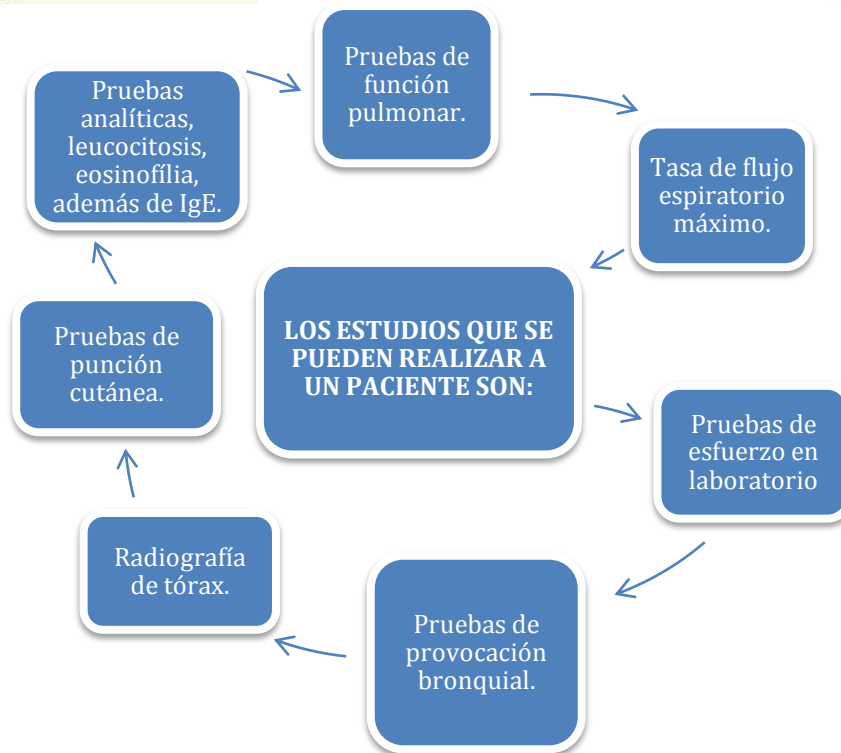 Pruebas de
función
pulmonar.
Tasa de flujo
espiratorio
máximo.
LOS ESTUDIOS QUE SE
PUEDEN REALIZAR A
UN PACIENTE SON:
Pruebas de
esfuerzo en
laboratorio
Pruebas de
provocación
bronquial.
Radiografía
de tórax.
Pruebas de
punción
cutánea.
Pruebas
analíticas,
leucocitosis,
eosinofília,
además de IgE.